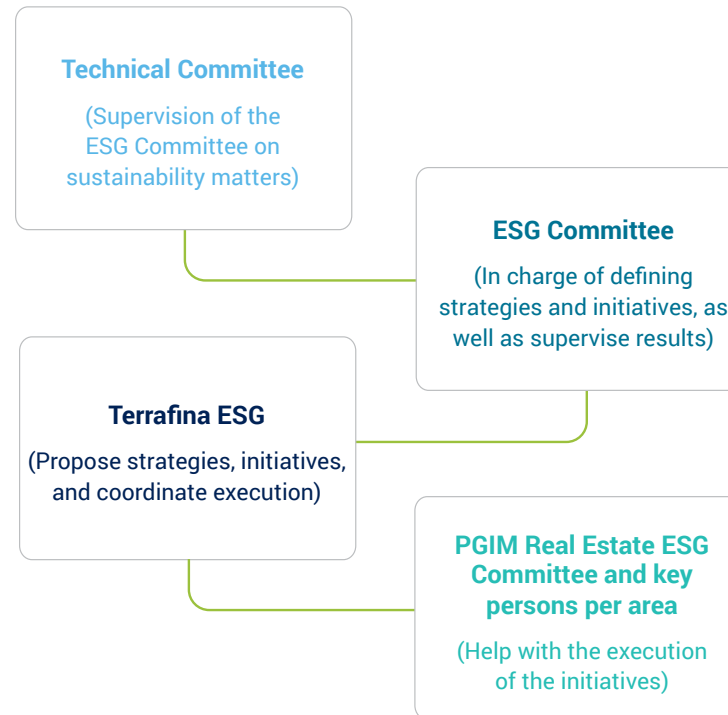 Technical Committee
(Supervision of the
ESG Committee on
sustainability matters)
ESG Committee
(In charge of defining
strategies and initiatives, as
well as supervise results)
Terrafina ESG
(Propose strategies, initiatives,
and coordinate execution)
PGIM Real Estate ESG
Committee and key
persons per area
(Help with the execution
of the initiatives)